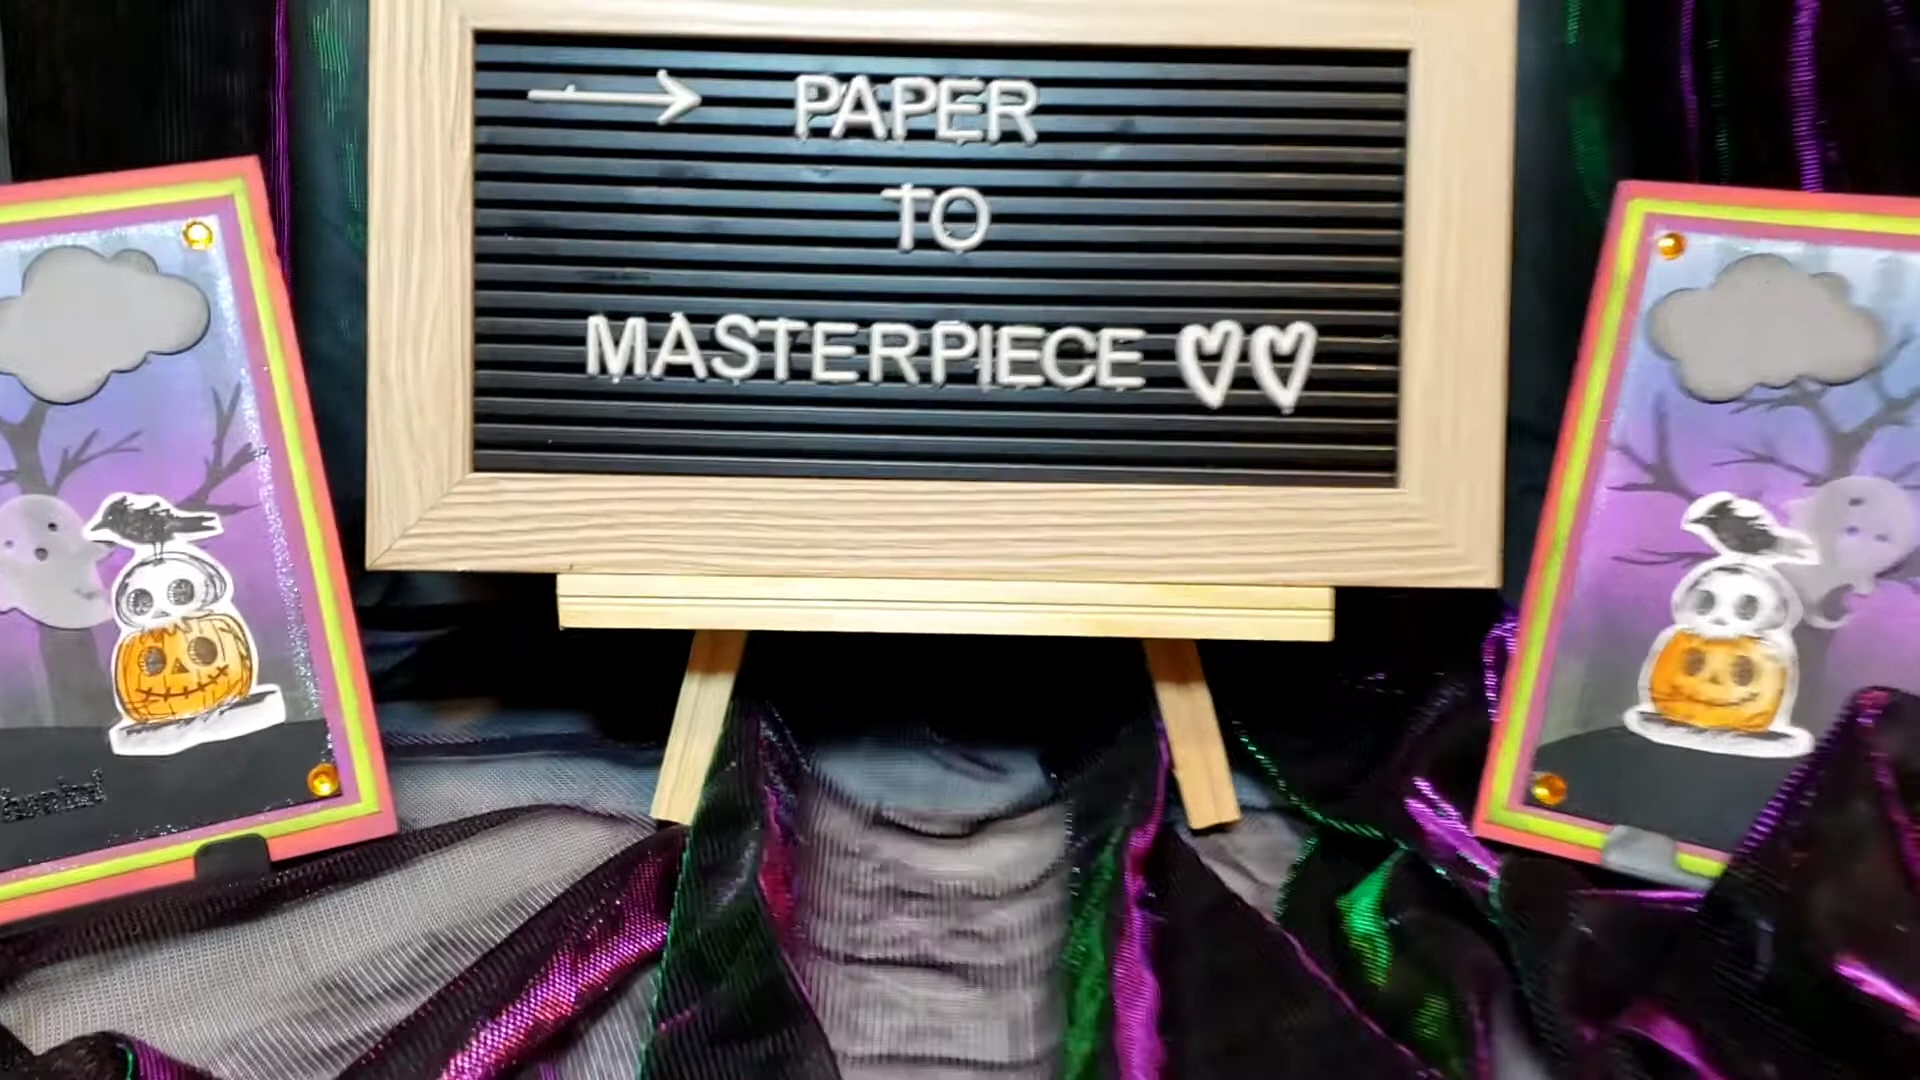 → PAPER
TO
MASTERPIECE ♡♡